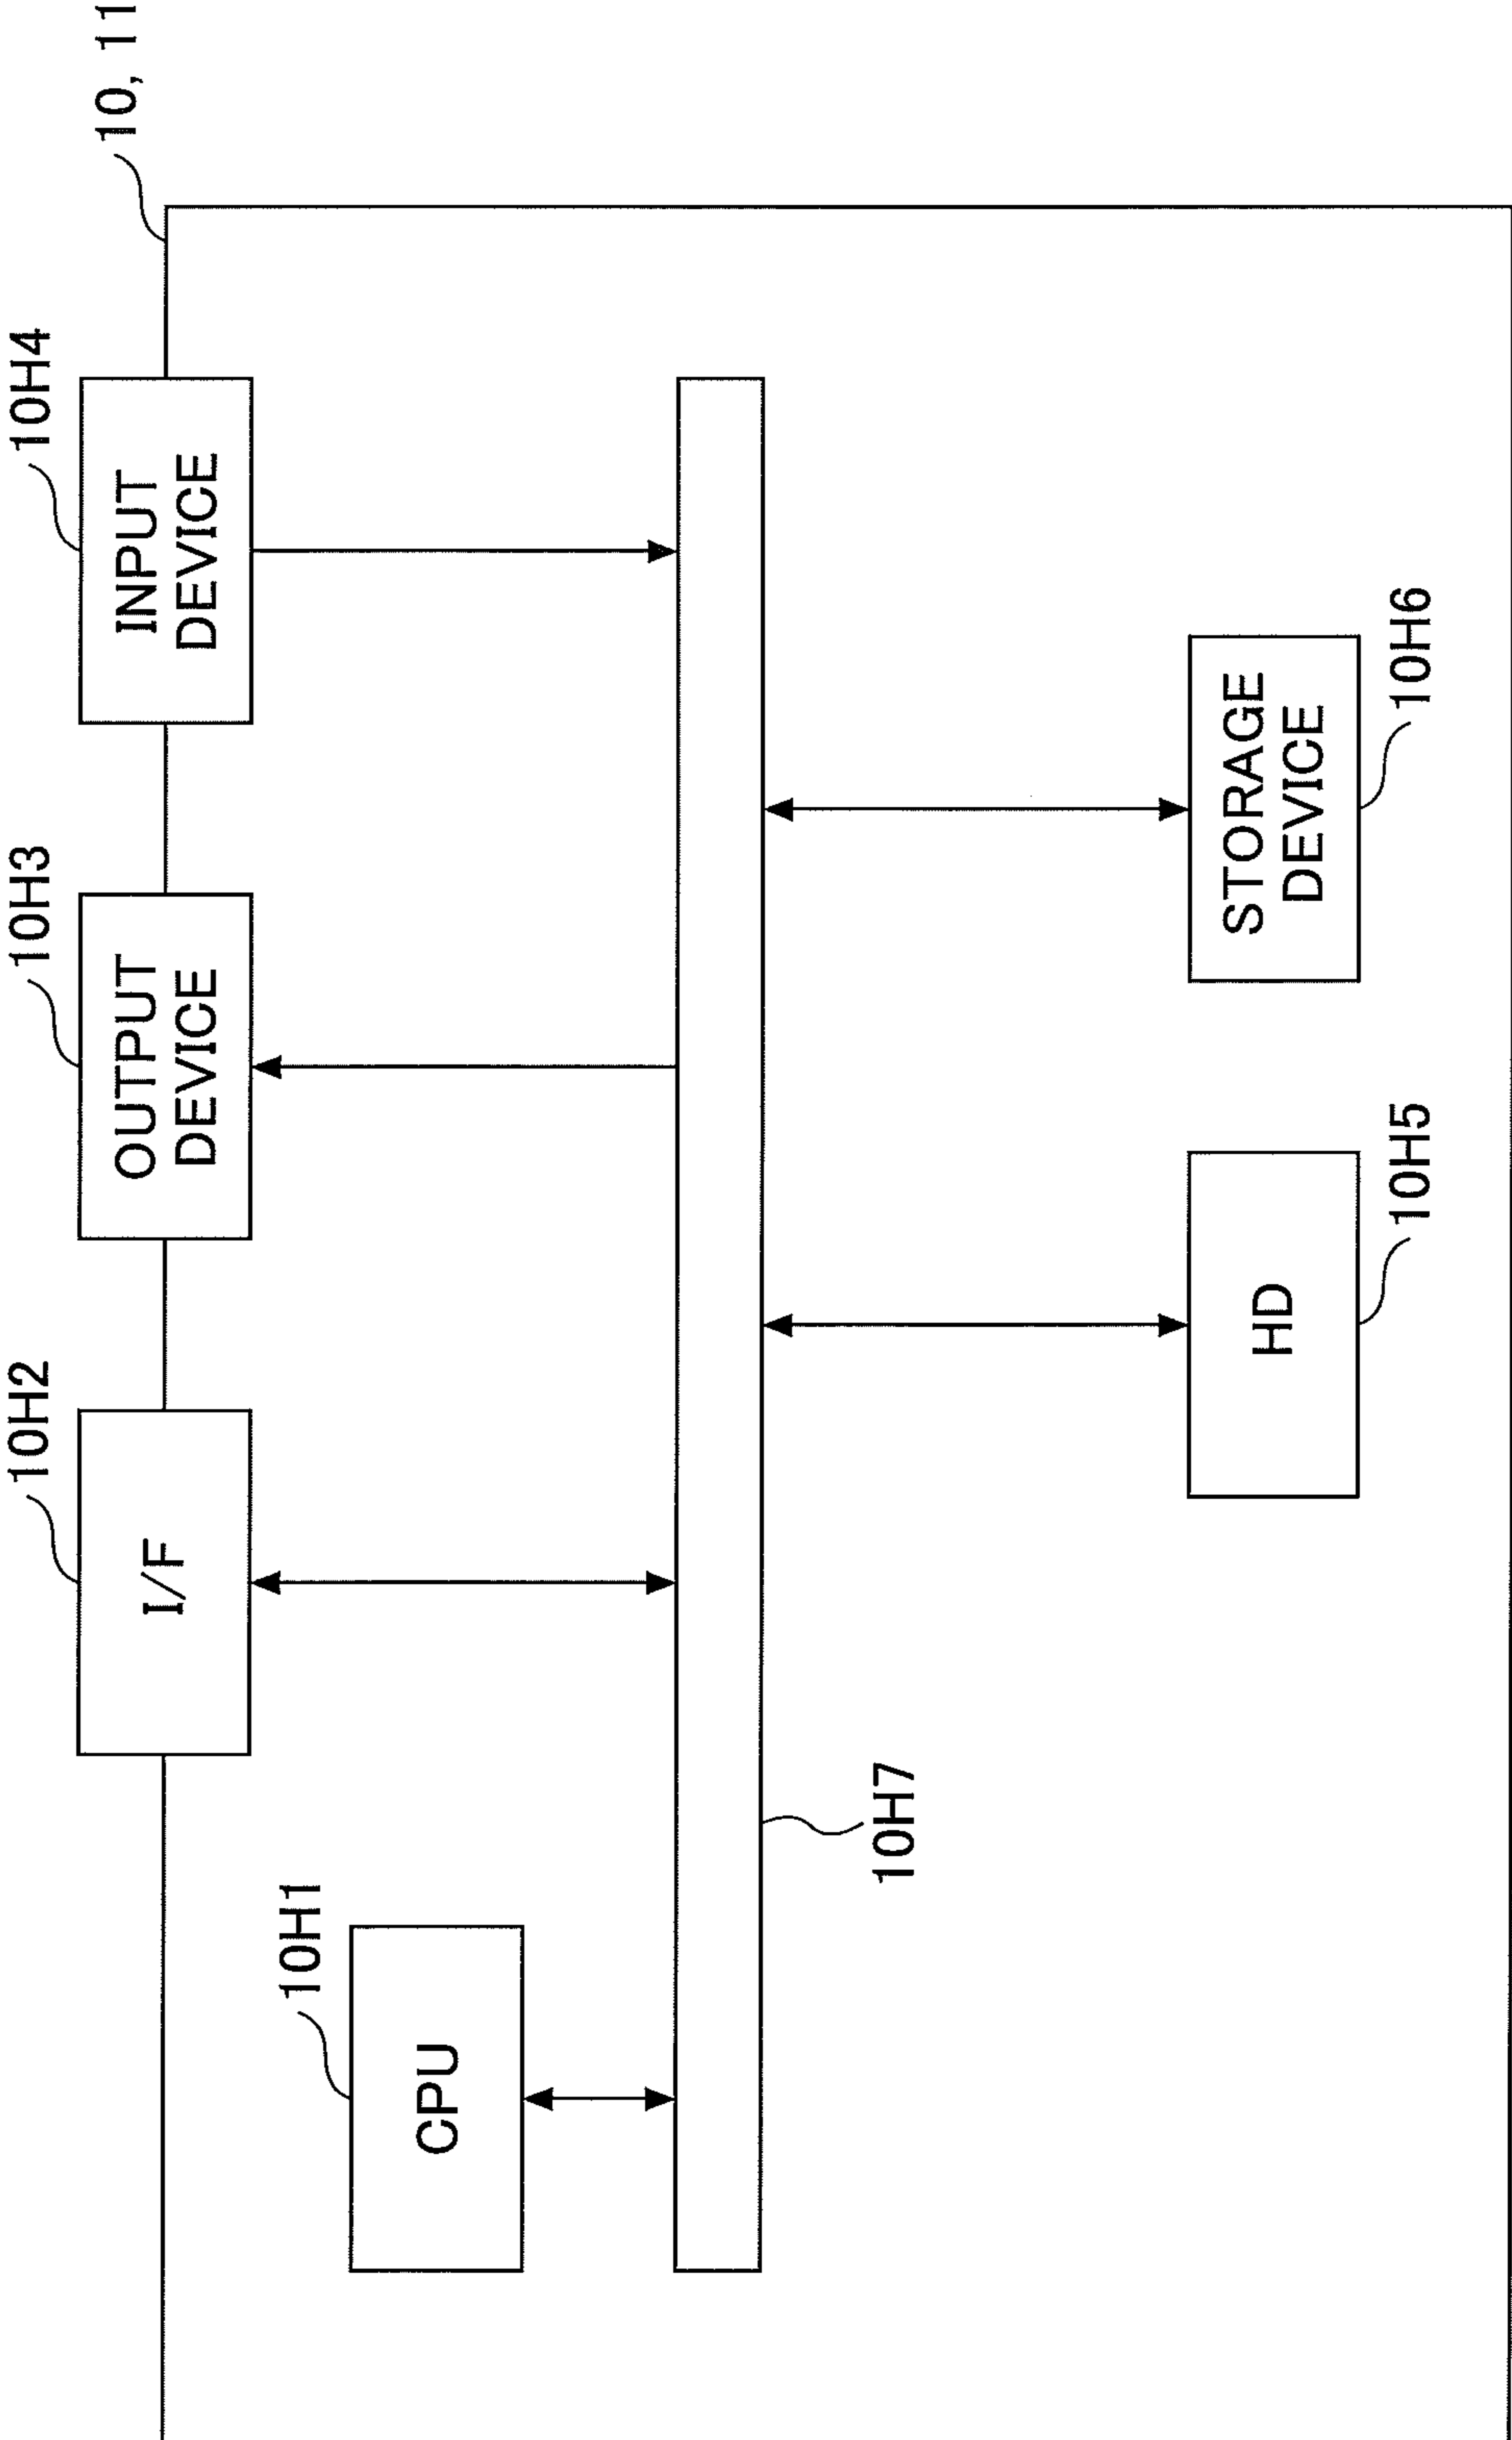 10, 11
10H4
INPUT
DEVICE
10H3
OUTPUT
DEVICE
10H2
I/F
10H1
CPU
10H7
STORAGE
DEVICE
10H6
HD
10H5